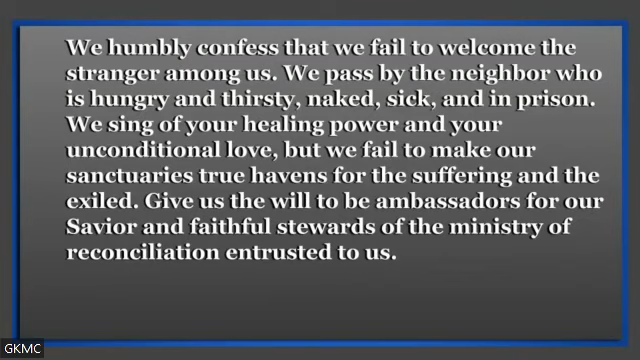 We humbly confess that we fail to welcome the
stranger among us. We pass by the neighbor who
is hungry and thirsty, naked, sick, and in prison.
We sing of your healing power and your
unconditional love, but we fail to make our
sanctuaries true havens for the suffering and the
exiled. Give us the will to be ambassadors for our
Savior and faithful stewards of the ministry of
reconciliation entrusted to us.
GKMC